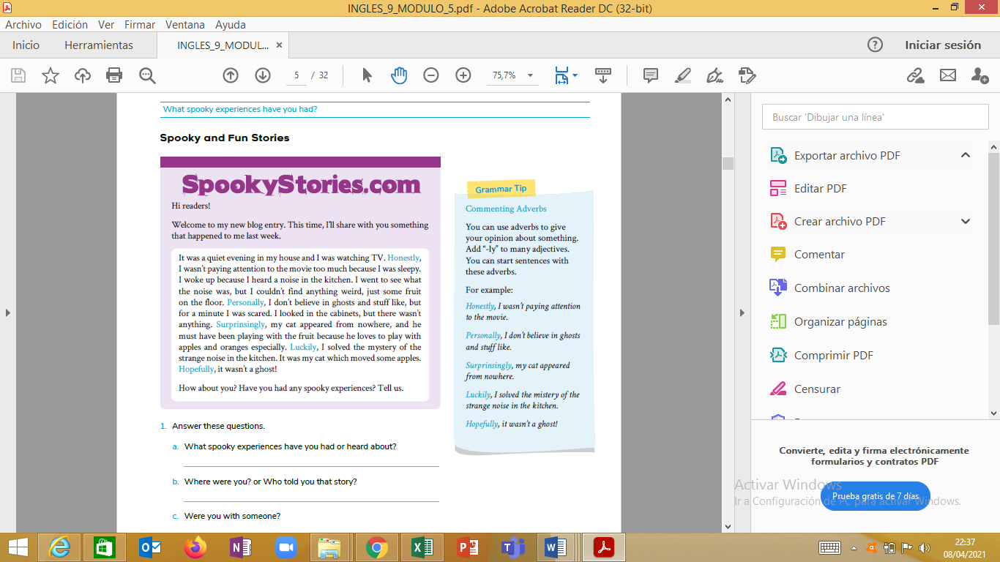 INGLES_9_MODULO_5.pdf - Adobe Acrobat Reader DC (32-bit)
Archivo Edición Ver Firmar Ventana Ayuda
Inicio Herramientas INGLES_9_MODUL... × Iniciar sesión
5 / 32 75,7%
What spooky experiences have you had?
Spooky and Fun Stories
SpookyStories.com
Hi readers!
Welcome to my new blog entry. This time, I'll share with you something
that happened to me last week.
It was a quiet evening in my house and I was watching TV. Honestly,
I wasn't paying attention to the movie too much because I was sleepy.
I woke up because I heard a noise in the kitchen. I went to see what
the noise was, but I couldn't find anything weird, just some fruit
on the floor. Personally, I don't believe in ghosts and stuff like, but
for a minute I was scared. I looked in the cabinets, but there wasn't
anything. Surprinsingly, my cat appeared from nowhere, and he
must have been playing with the fruit because he loves to play with
apples and oranges especially. Luckily, I solved the mystery of the
strange noise in the kitchen. It was my cat which moved some apples.
Hopefully, it wasn't a ghost!
How about you? Have you had any spooky experiences? Tell us.
Grammar Tip
Commenting Adverbs
You can use adverbs to give
your opinion about something.
Add "-ly" to many adjectives.
You can start sentences with
these adverbs.
For example:
Honestly, I wasn't paying attention
to the movie.
Personally, I don't believe in ghosts
and stuff like.
Surprinsingly, my cat appeared
from nowhere.
Luckily, I solved the mistery of the
strange noise in the kitchen.
Hopefully, it wasn't a ghost!
1. Answer these questions.
a. What spooky experiences have you had or heard about?
b. Where were you? or Who told you that story?
c. Were you with someone?
Buscar 'Dibujar una línea'
Exportar archivo PDF
Editar PDF
Crear archivo PDF
Comentar
Combinar archivos
Organizar páginas
Comprimir PDF
Censurar
Convierte, edita y firma electrónicamente
formularios y contratos PDF
Prueba gratis de 7 días
Activar Windows
Ir a Configuración de PC para activar Windows.
22:37
08/04/2021